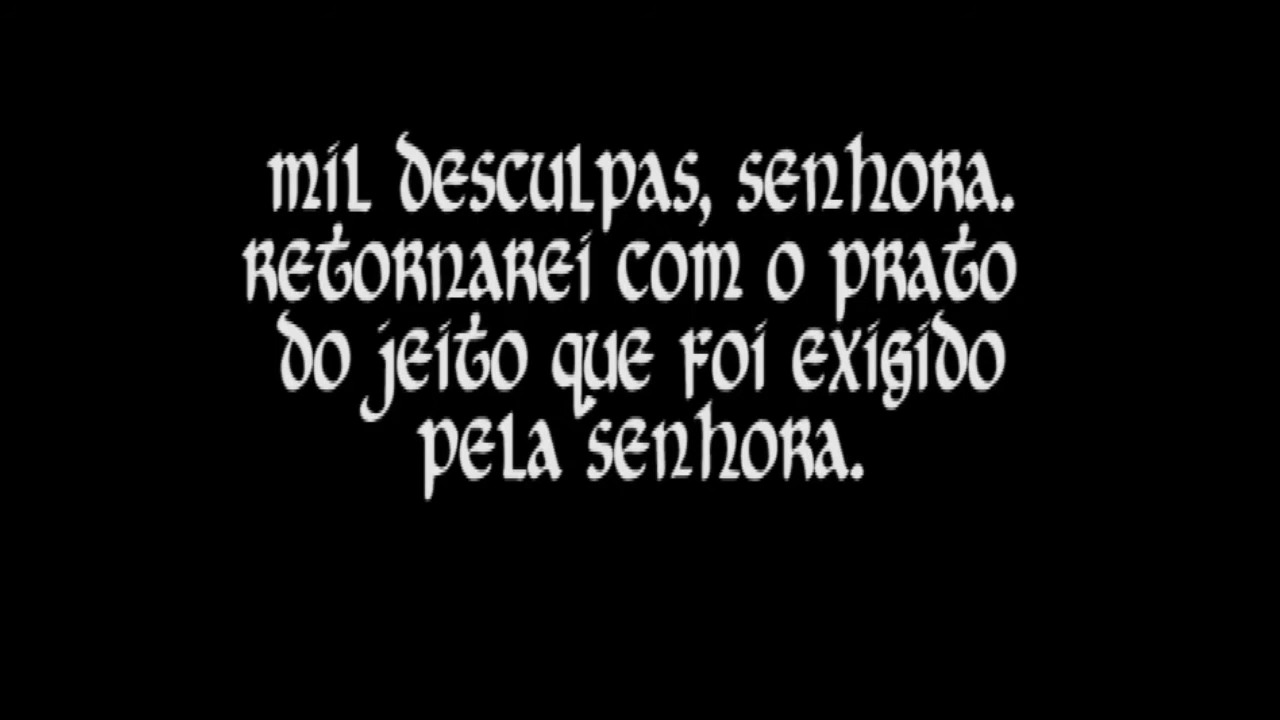 mil desculpas, senhora.
retornarei com o prato
do jeito que foi exigido
pela senhora.